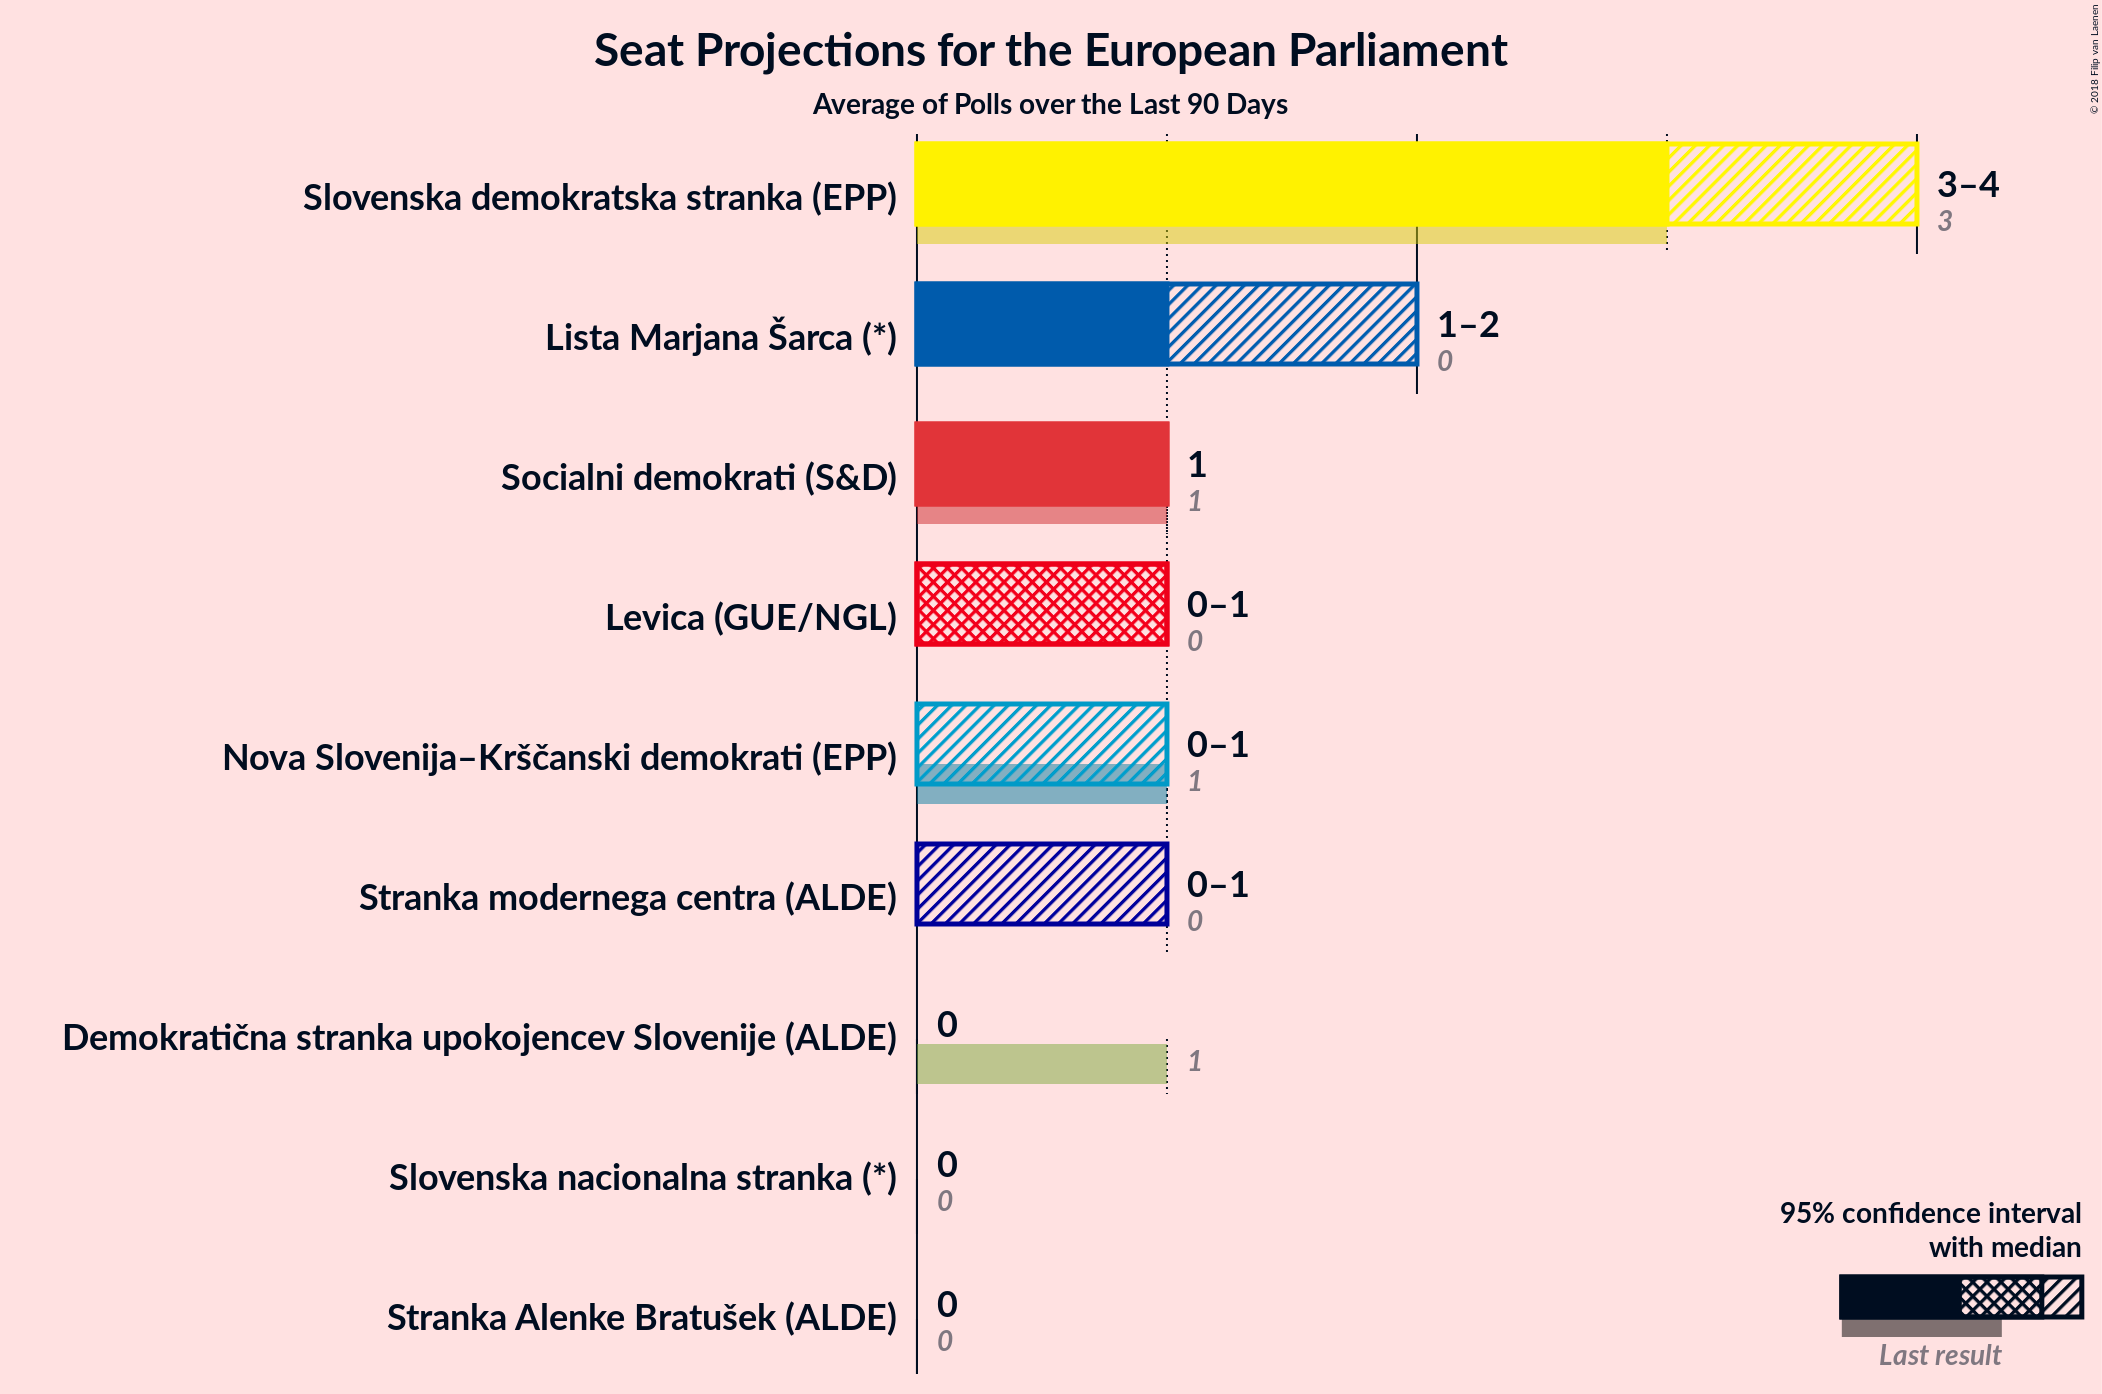 Seat Projections for the European Parliament
Average of Polls over the Last 90 Days
© 2018 Filip van Laenen
Slovenska demokratska stranka (EPP)
3–4
3
Lista Marjana Šarca (*)
1–2
0
Socialni demokrati (S&D)
1
1
Levica (GUE/NGL)
0–1
0
Nova Slovenija–Krščanski demokrati (EPP)
0–1
1
Stranka modernega centra (ALDE)
0–1
0
Demokratična stranka upokojencev Slovenije (ALDE)
0
1
Slovenska nacionalna stranka (*)
0
0
Stranka Alenke Bratušek (ALDE)
0
0
95% confidence interval
with median
Last result